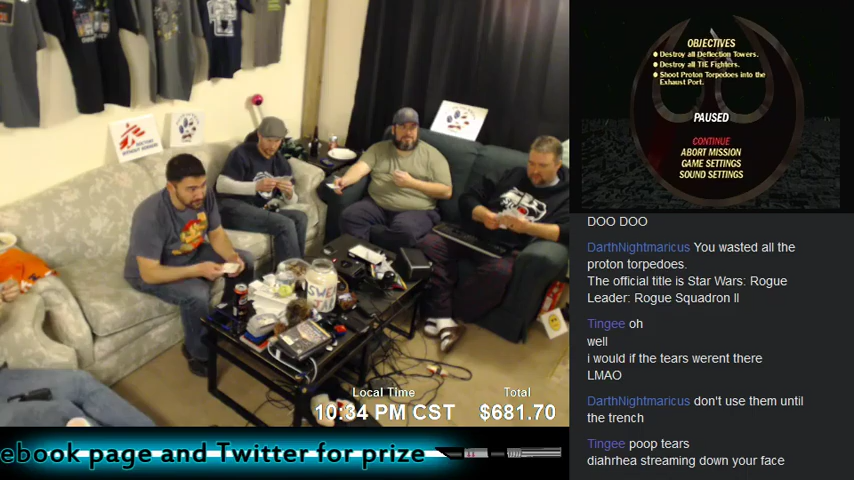 OBJECTIVES
Destroy all Deflection Towers.
Destroy all TIE Fighters.
Shoot Proton Torpedoes into the
Exhaust Port.
PAUSED
CONTINUE
ABORT MISSION
GAME SETTINGS
SOUND SETTINGS
DOO DOO
DarthNightmaricus You wasted all the
proton torpedoes.
The official title is Star Wars: Rogue
Leader: Rogue Squadron II
Tingee oh
well
i would if the tears werent there
LMAO
DarthNightmaricus don't use them until
the trench
Tingee poop tears
diahrhea streaming down your face
SWE
Local Time
10:34 PM CST
Total
$681.70
ebook page and Twitter for prize